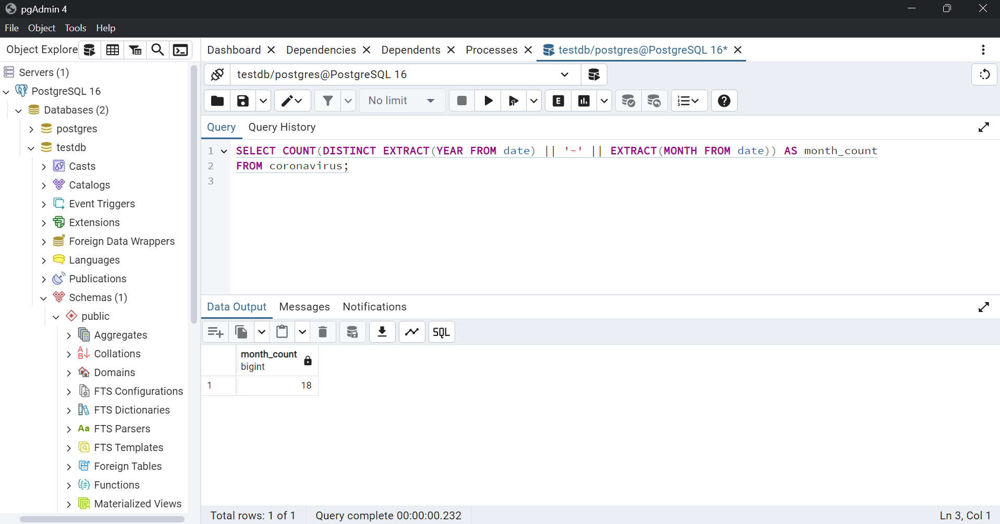 pgAdmin 4
File Object Tools Help
Object Explore
Dashboard Dependencies Dependents Processes testdb/postgres@PostgreSQL 16*
Servers (1)
PostgreSQL 16
Databases (2)
postgres
testdb
Casts
Catalogs
Event Triggers
Extensions
Foreign Data Wrappers
Languages
Publications
Schemas (1)
public
Aggregates
Collations
Domains
FTS Configurations
FTS Dictionaries
Aa FTS Parsers
FTS Templates
Foreign Tables
Functions
Materialized Views
testdb/postgres@PostgreSQL 16
No limit E
Query Query History
1 SELECT COUNT(DISTINCT EXTRACT(YEAR FROM date) || '-' || EXTRACT(MONTH FROM date)) AS month_count
2 FROM coronavirus;
3
Data Output Messages Notifications
SQL
month_count
bigint
1 18
Total rows: 1 of 1 Query complete 00:00:00.232 Ln 3, Col 1